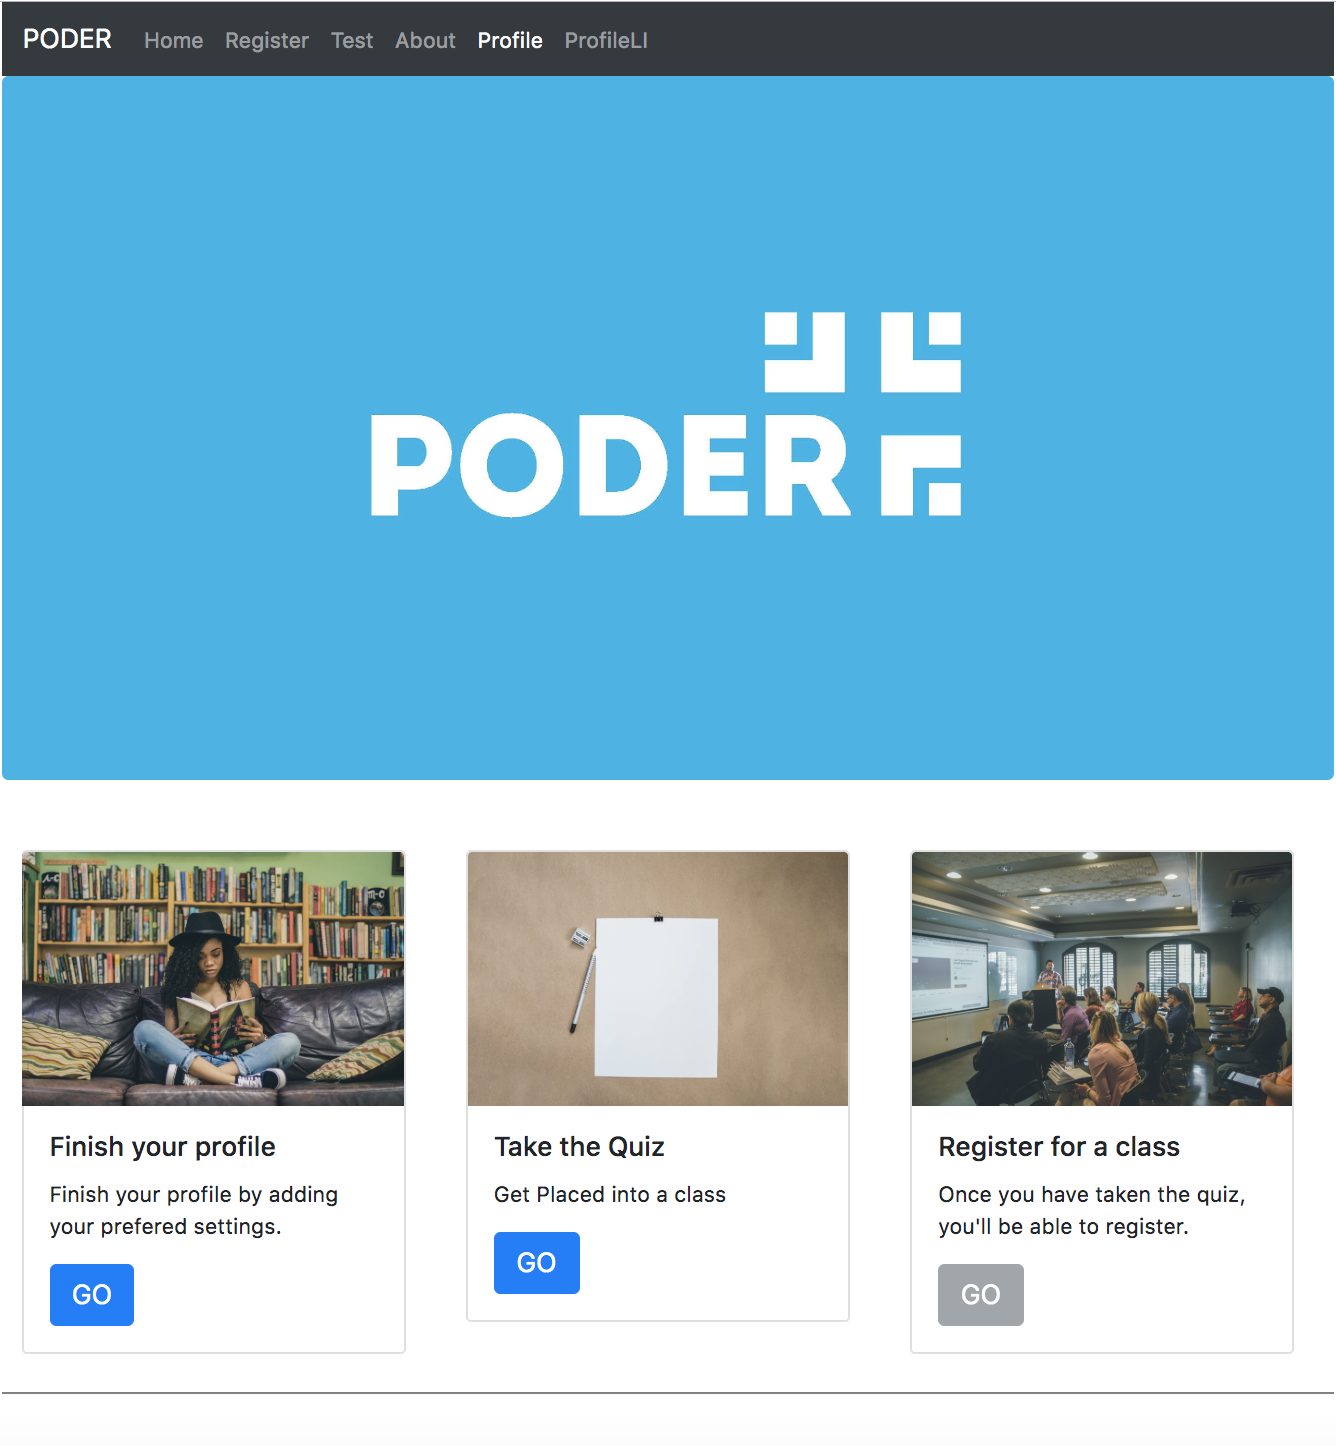 PODER Home Register Test About Profile ProfileLI
PODER
A-C
M-O
Finish your profile
Finish your profile by adding
your prefered settings.
GO
Take the Quiz
Get Placed into a class
GO
Register for a class
Once you have taken the quiz,
you'll be able to register.
GO